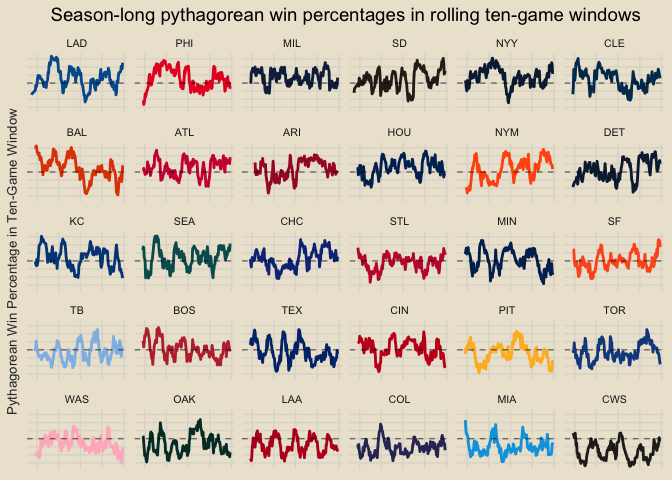 Season-long pythagorean win percentages in rolling ten-game windows
Pythagorean Win Percentage in Ten-Game Window
LAD PHI MIL SD NYY CLE
BAL ATL ARI HOU NYM DET
KC SEA CHC STL MIN SF
TB BOS TEX CIN PIT TOR
WAS OAK LAA COL MIA CWS